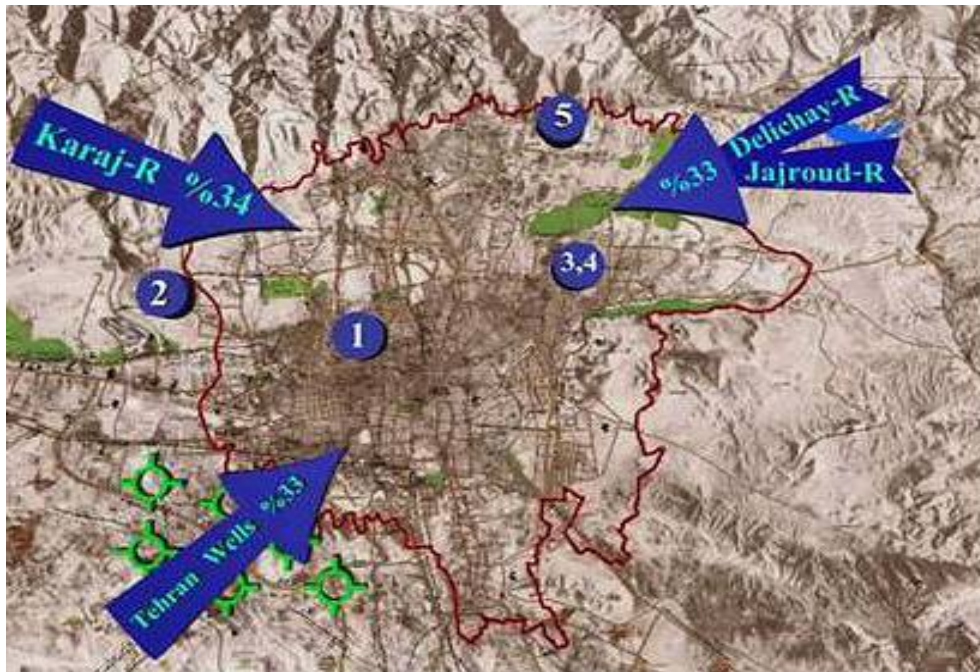 5
Karaj-R %34
Delichay-R
Jajroud-R
%33
3,4
2
1
Tehran Wells %33